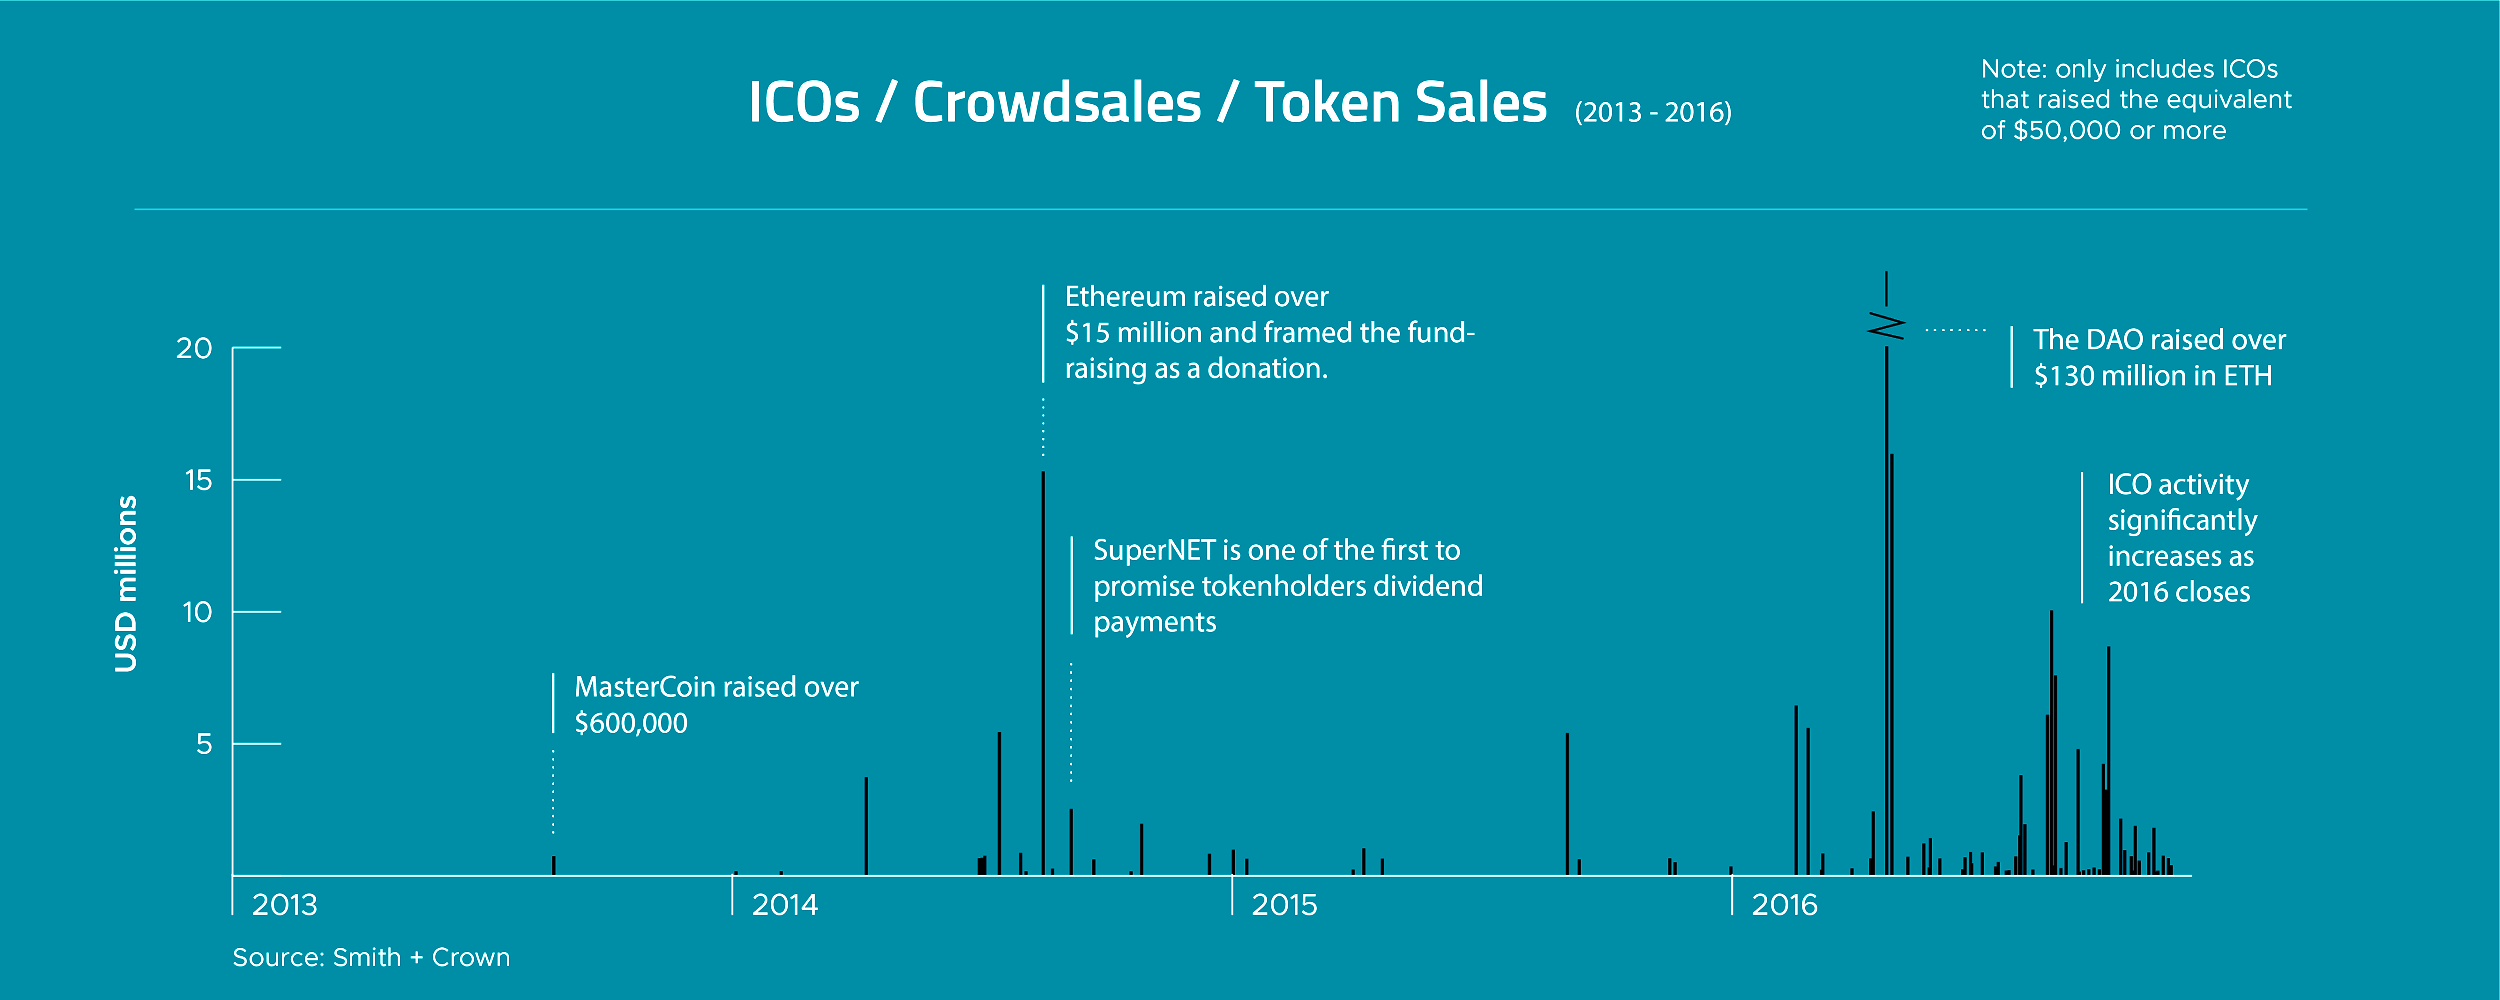 ICOs / Crowdsales / Token Sales (2013 - 2016)
Note: only includes ICOs
that raised the equivalent
of $50,000 or more
Ethereum raised over
$15 million and framed the fund-
raising as a donation.
The DAO raised over
$130 million in ETH
ICO activity
significantly
increases as
2016 closes
SuperNET is one of the first to
promise tokenholders dividend
payments
MasterCoin raised over
$600,000
USD millions
20
15
10
5
2013 2014 2015 2016
Source: Smith + Crown